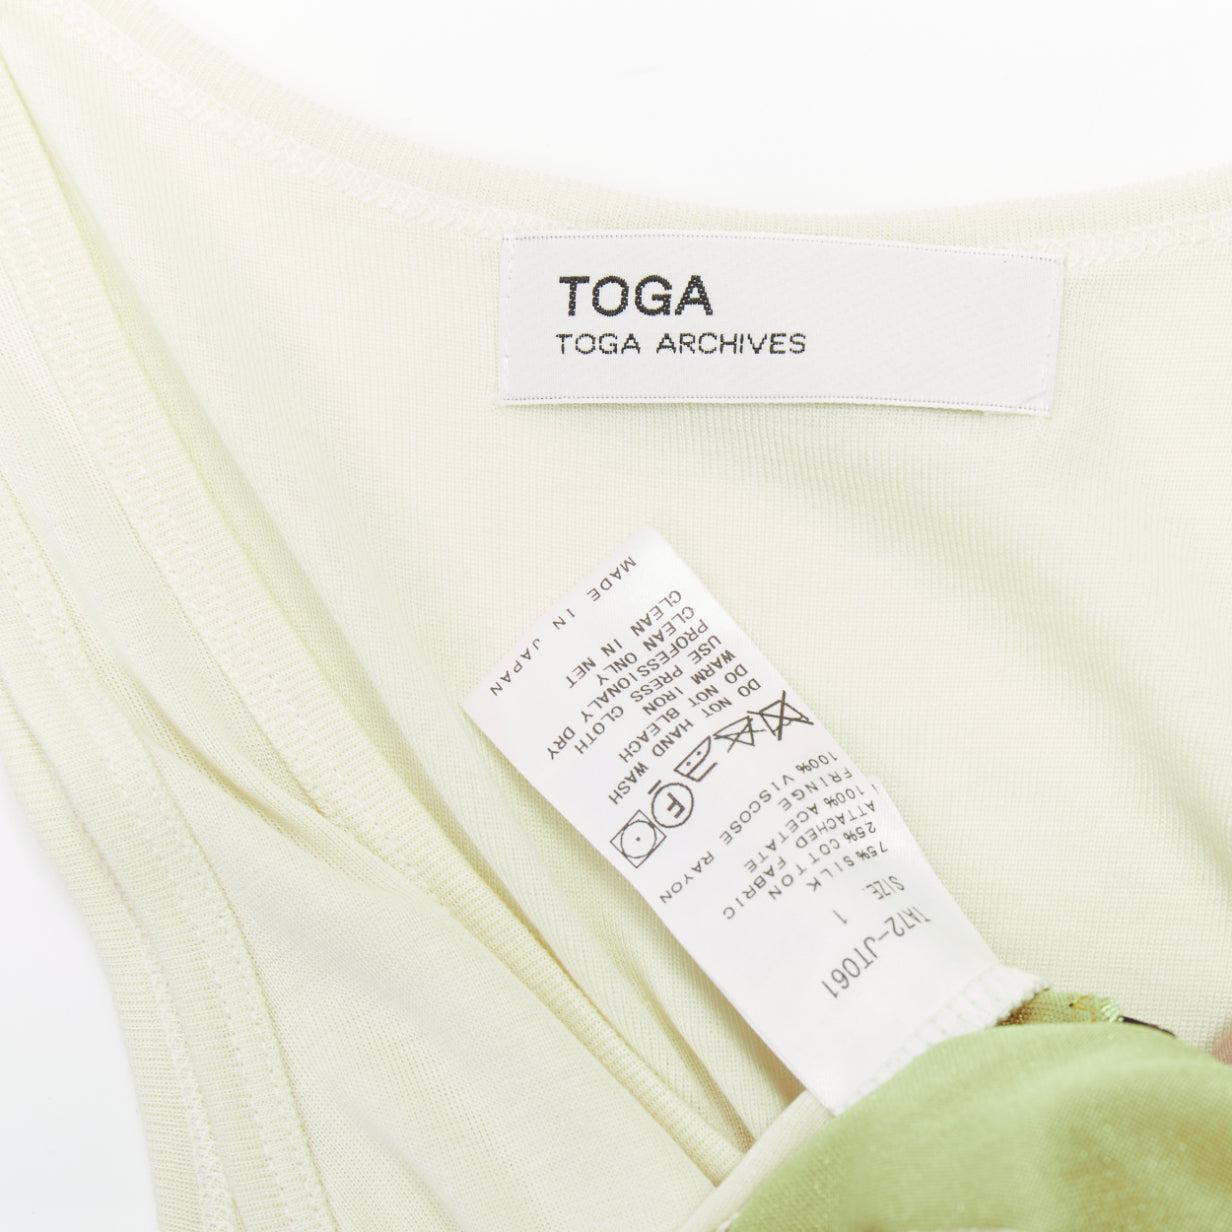 TOGA
TOGA ARCHIVES
TA72-JT061
SIZE: 1
75% SILK
25% COTTON
ATTACHED FABRIC
100% ACETATE
FRINGE
100% VISCOSE RAYON
F
DO NOT HAND WASH
DO NOT BLEACH
WARM IRON
USE PRESS CLOTH
PROFESSIONALY DRY
CLEAN ONLY
CLEAN IN NET
MADE IN JAPAN